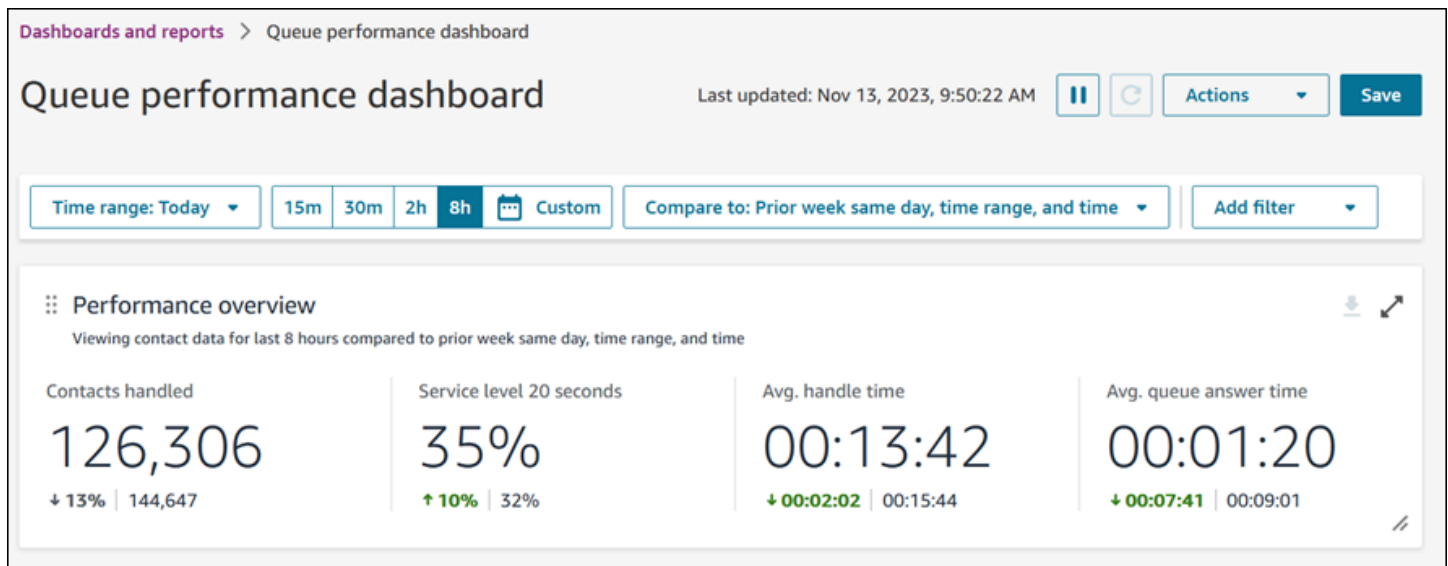 Dashboards and reports > Queue performance dashboard
Queue performance dashboard
Last updated: Nov 13, 2023, 9:50:22 AM
Actions
Save
Time range: Today
15m 30m 2h 8h Custom
Compare to: Prior week same day, time range, and time
Add filter
Performance overview
Viewing contact data for last 8 hours compared to prior week same day, time range, and time
Contacts handled
126,306
↓ 13% | 144,647
Service level 20 seconds
35%
↑ 10% | 32%
Avg. handle time
00:13:42
↓ 00:02:02 | 00:15:44
Avg. queue answer time
00:01:20
↓ 00:07:41 | 00:09:01